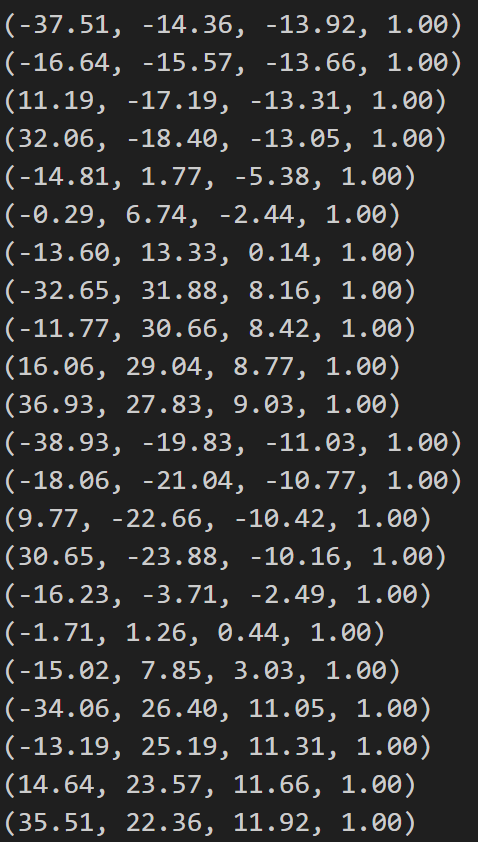 (-37.51, -14.36, -13.92, 1.00)
(-16.64, -15.57, -13.66, 1.00)
(11.19, -17.19, -13.31, 1.00)
(32.06, -18.40, -13.05, 1.00)
(-14.81, 1.77, -5.38, 1.00)
(-0.29, 6.74, -2.44, 1.00)
(-13.60, 13.33, 0.14, 1.00)
(-32.65, 31.88, 8.16, 1.00)
(-11.77, 30.66, 8.42, 1.00)
(16.06, 29.04, 8.77, 1.00)
(36.93, 27.83, 9.03, 1.00)
(-38.93, -19.83, -11.03, 1.00)
(-18.06, -21.04, -10.77, 1.00)
(9.77, -22.66, -10.42, 1.00)
(30.65, -23.88, -10.16, 1.00)
(-16.23, -3.71, -2.49, 1.00)
(-1.71, 1.26, 0.44, 1.00)
(-15.02, 7.85, 3.03, 1.00)
(-34.06, 26.40, 11.05, 1.00)
(-13.19, 25.19, 11.31, 1.00)
(14.64, 23.57, 11.66, 1.00)
(35.51, 22.36, 11.92, 1.00)